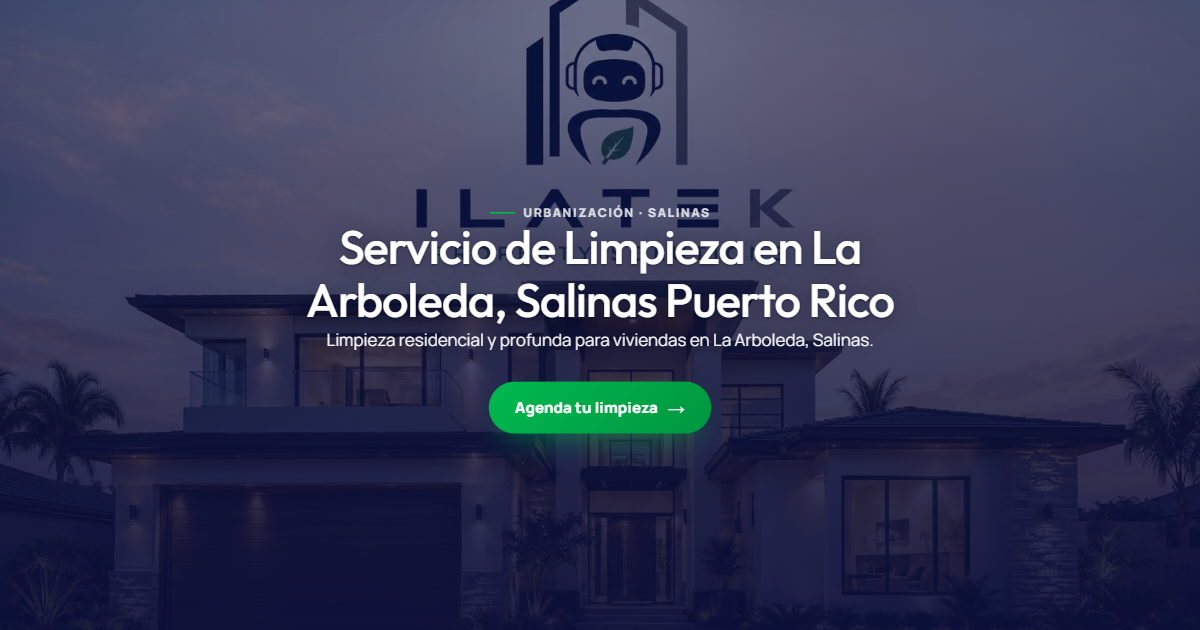 ILATEK
URBANIZACIÓN · SALINAS
Servicio de Limpieza en La
Arboleda, Salinas Puerto Rico
Limpieza residencial y profunda para viviendas en La Arboleda, Salinas.
Agenda tu limpieza →